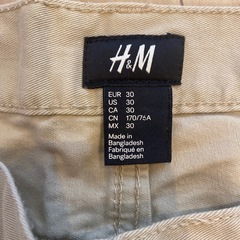 H&M
EUR 30
US 30
CA 30
CN 170/76A
MX 30
Made in
Bangladesh
Fabriqué en
Bangladesh